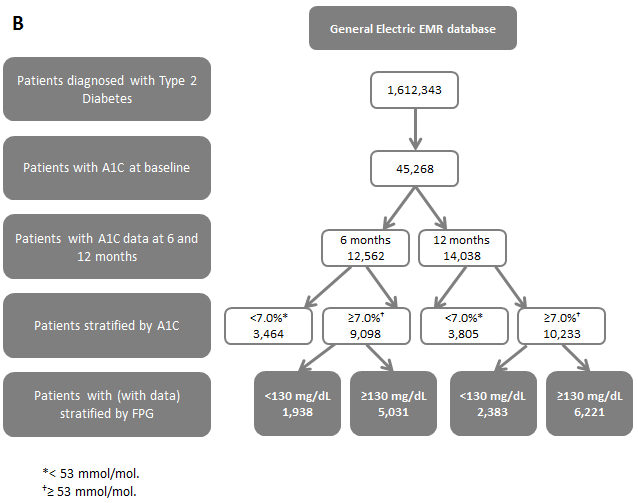 B
General Electric EMR database
Patients diagnosed with Type 2
Diabetes
1,612,343
Patients with A1C at baseline
45,268
Patients with A1C data at 6 and
12 months
6 months
12,562
12 months
14,038
Patients stratified by A1C
<7.0%*
3,464
≥7.0%†
9,098
<7.0%*
3,805
≥7.0%†
10,233
Patients with (with data)
stratified by FPG
<130 mg/dL
1,938
≥130 mg/dL
5,031
<130 mg/dL
2,383
≥130 mg/dL
6,221
*< 53 mmol/mol.
†≥ 53 mmol/mol.